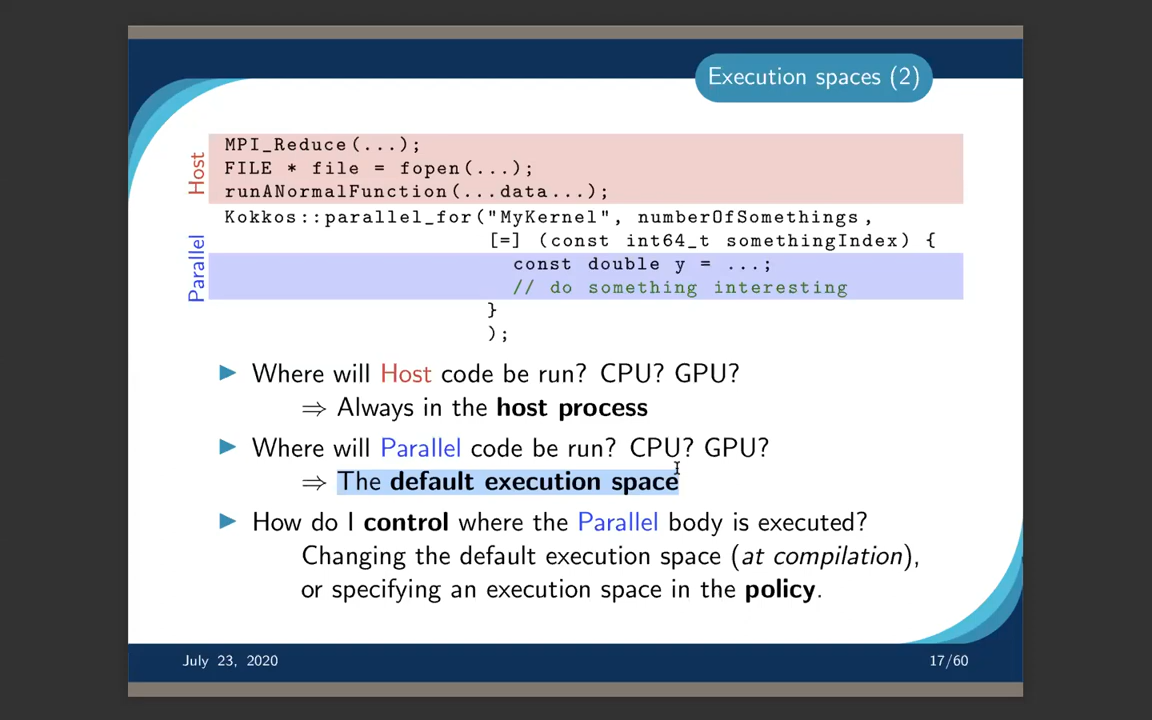 Execution spaces (2)
Host
MPI_Reduce(...);
FILE * file = fopen(...);
runANormalFunction(...data...);
Parallel
Kokkos::parallel_for("MyKernel", numberOfSomethings,
[=] (const int64_t somethingIndex) {
const double y = ...;
// do something interesting
}
);
▶ Where will Host code be run? CPU? GPU?
⇒ Always in the host process
▶ Where will Parallel code be run? CPU? GPU?
⇒ The default execution space
▶ How do I control where the Parallel body is executed?
Changing the default execution space (at compilation),
or specifying an execution space in the policy.
July 23, 2020
17/60